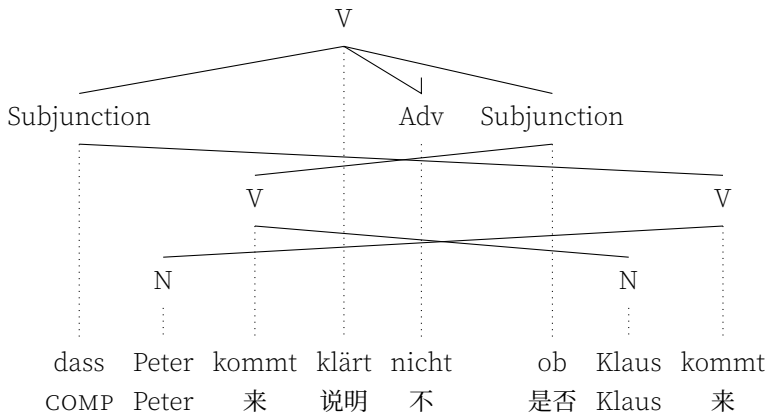 V
Subjunction Adv Subjunction
V V
N N
dass Peter kommt klärt nicht ob Klaus kommt
COMP Peter 来 说明 不 是否 Klaus 来